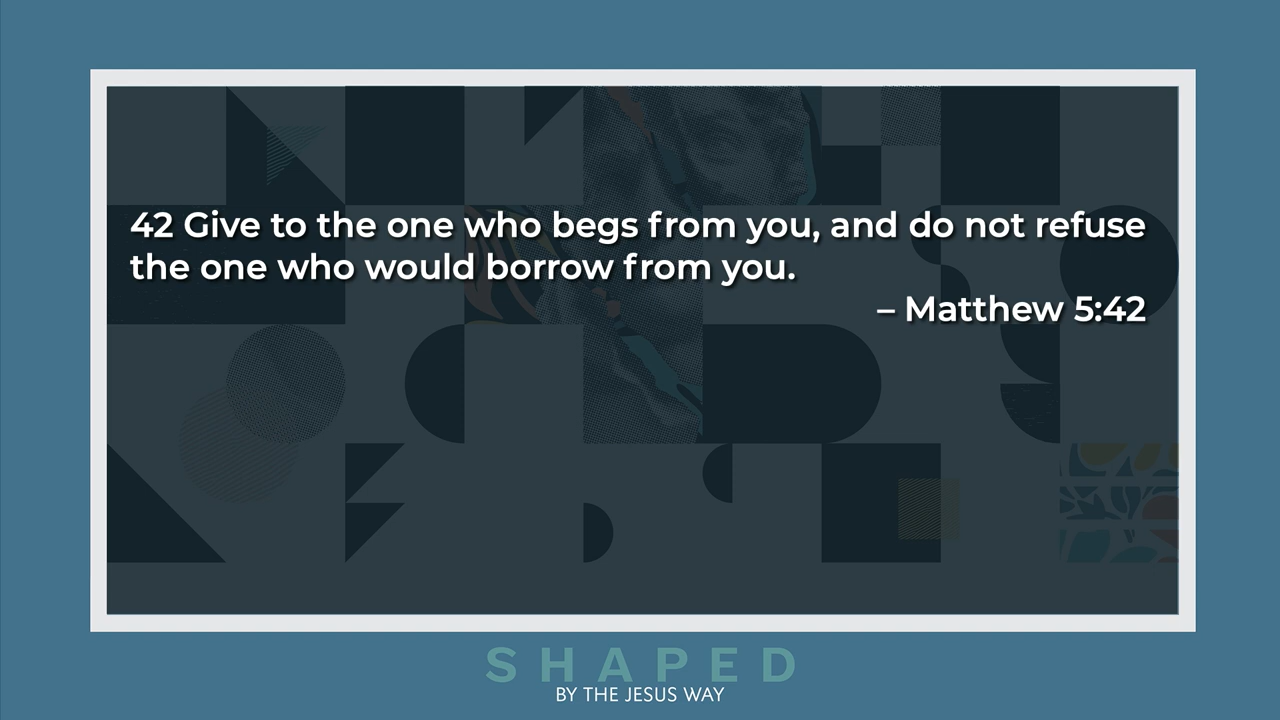 42 Give to the one who begs from you, and do not refuse
the one who would borrow from you.
– Matthew 5:42
SHAPED
BY THE JESUS WAY